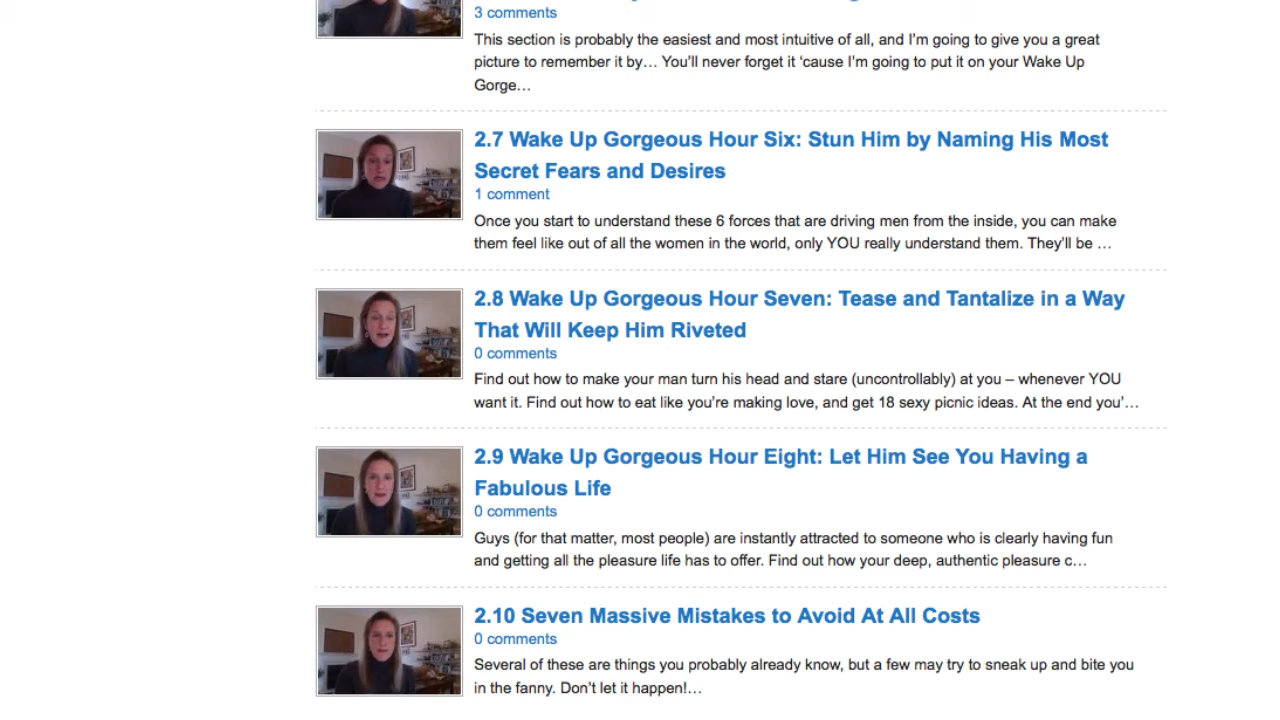 3 comments
This section is probably the easiest and most intuitive of all, and I'm going to give you a great
picture to remember it by… You'll never forget it 'cause I'm going to put it on your Wake Up
Gorge…
2.7 Wake Up Gorgeous Hour Six: Stun Him by Naming His Most
Secret Fears and Desires
1 comment
Once you start to understand these 6 forces that are driving men from the inside, you can make
them feel like out of all the women in the world, only YOU really understand them. They'll be …
2.8 Wake Up Gorgeous Hour Seven: Tease and Tantalize in a Way
That Will Keep Him Riveted
0 comments
Find out how to make your man turn his head and stare (uncontrollably) at you – whenever YOU
want it. Find out how to eat like you're making love, and get 18 sexy picnic ideas. At the end you'…
2.9 Wake Up Gorgeous Hour Eight: Let Him See You Having a
Fabulous Life
0 comments
Guys (for that matter, most people) are instantly attracted to someone who is clearly having fun
and getting all the pleasure life has to offer. Find out how your deep, authentic pleasure c…
2.10 Seven Massive Mistakes to Avoid At All Costs
0 comments
Several of these are things you probably already know, but a few may try to sneak up and bite you
in the fanny. Don't let it happen!…